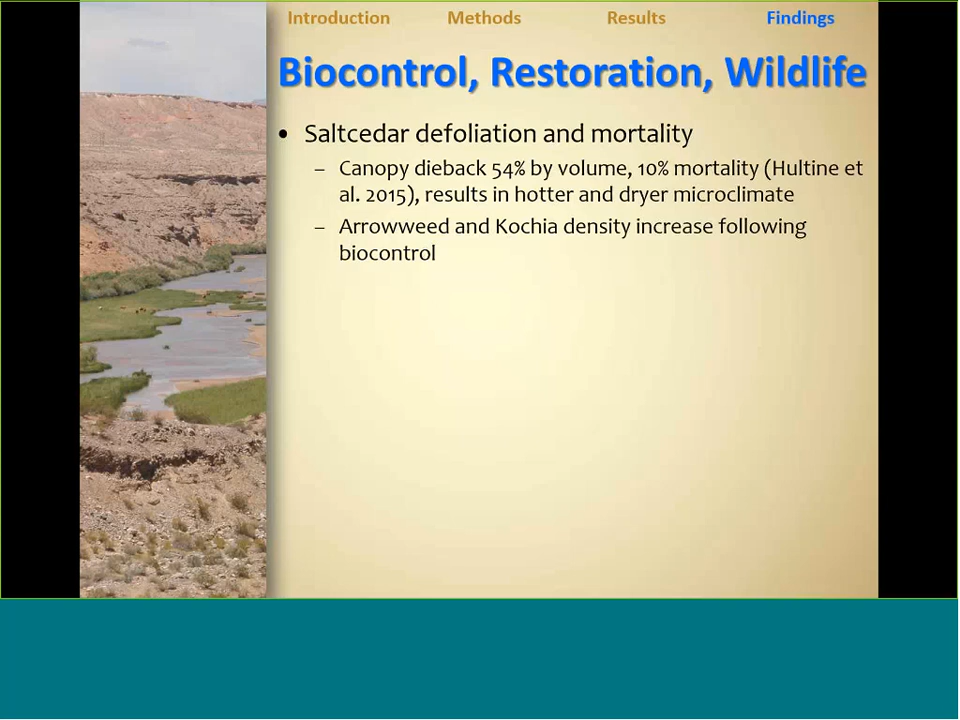 Introduction Methods Results Findings
Biocontrol, Restoration, Wildlife
• Saltcedar defoliation and mortality
– Canopy dieback 54% by volume, 10% mortality (Hultine et
al. 2015), results in hotter and dryer microclimate
– Arrowweed and Kochia density increase following
biocontrol